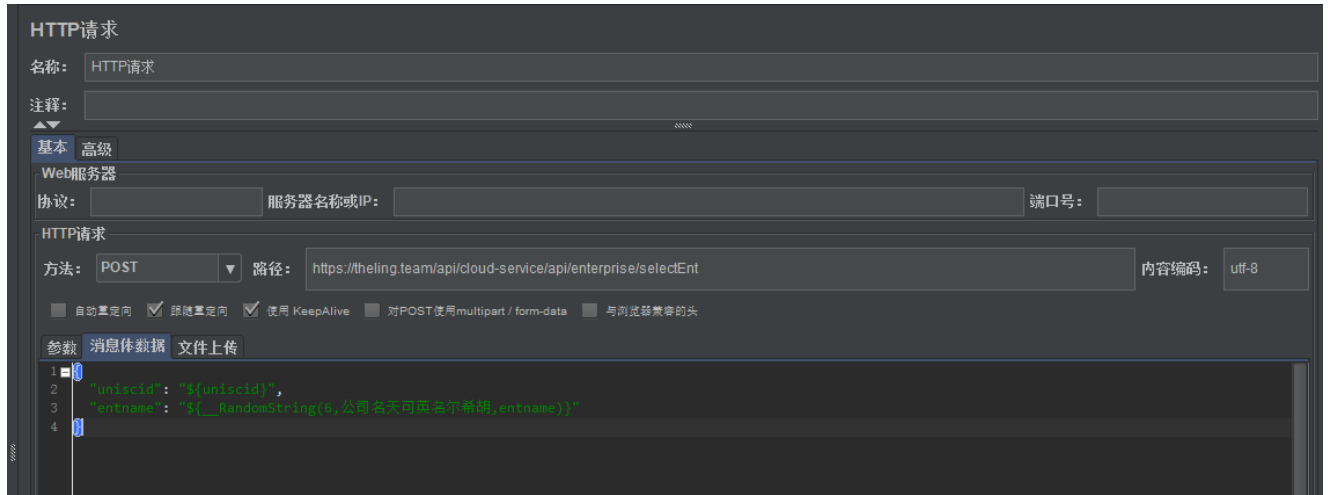 HTTP请求
名称： HTTP请求
注释：
基本 高级
Web服务器
协议： 服务器名称或IP： 端口号：
HTTP请求
方法： POST 路径： https://theling.team/api/cloud-service/api/enterprise/selectEnt 内容编码： utf-8
自动重定向 跟随重定向 使用 KeepAlive 对POST使用multipart / form-data 与浏览器兼容的头
参数 消息体数据 文件上传
1 {
2 "uniscid": "${uniscid}",
3 "entname": "${__RandomString(6,公司名天可英名尔希胡,entname)}"
4 }